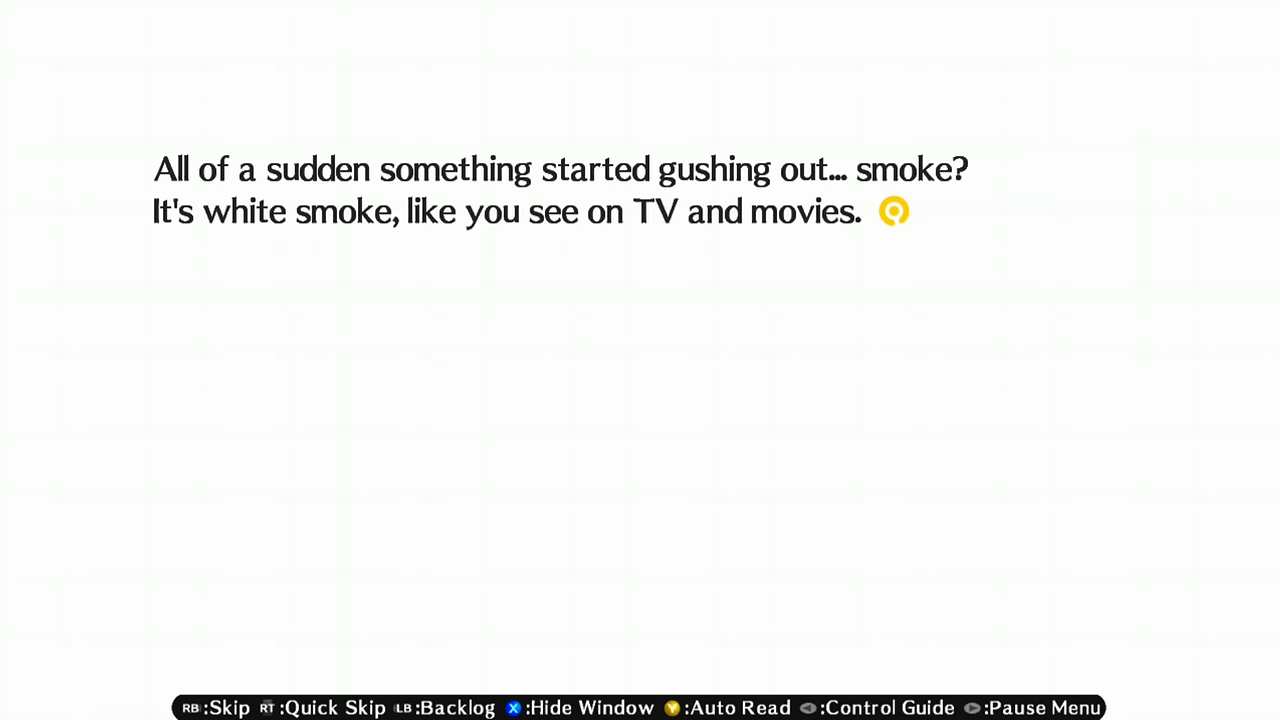 All of a sudden something started gushing out... smoke?
It's white smoke, like you see on TV and movies.
RB:Skip RT:Quick Skip LB:Backlog X:Hide Window Y:Auto Read :Control Guide :Pause Menu